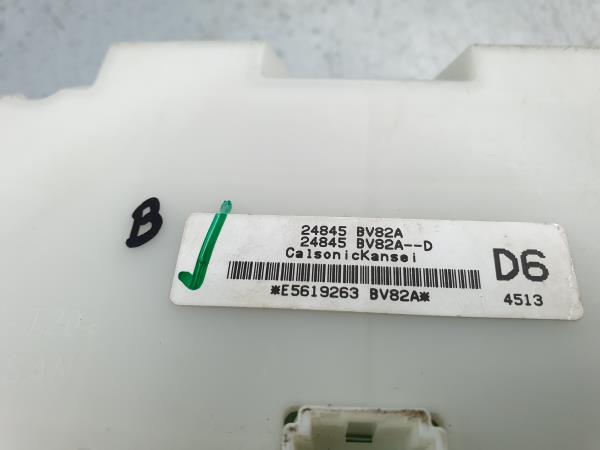 B
24845 BV82A
24845 BV82A--D
CalsonicKansei
D6
*E5619263 BV82A*
4513